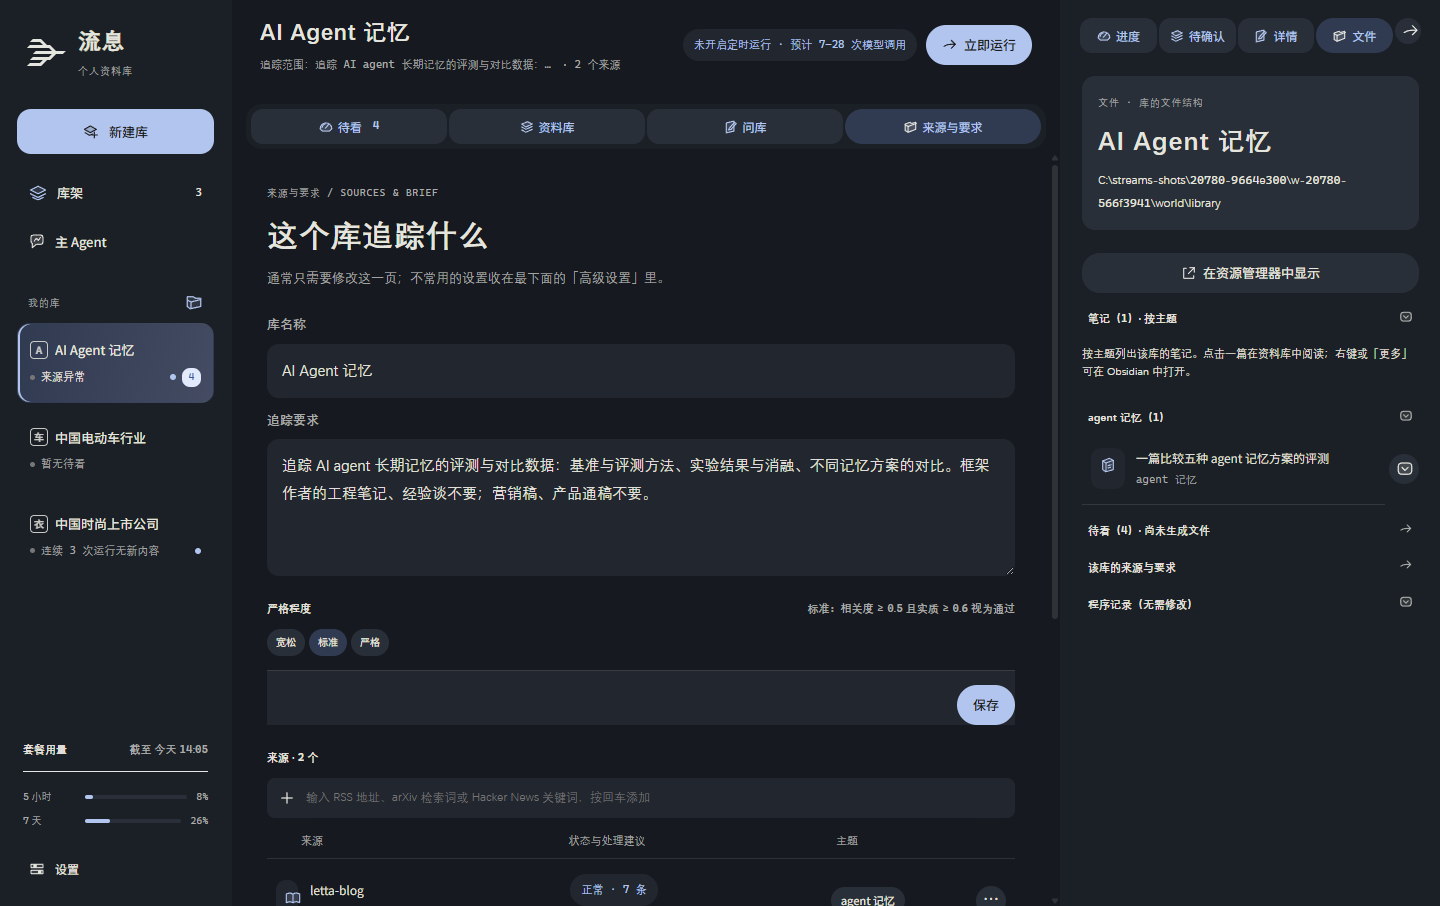 流息
个人资料库
新建库
库架 3
主 Agent
我的库
A AI Agent 记忆
来源异常 4
车 中国电动车行业
暂无待看
衣 中国时尚上市公司
连续 3 次运行无新内容
套餐用量 截至 今天 14:05
5 小时 8%
7 天 26%
设置
AI Agent 记忆
追踪范围：追踪 AI agent 长期记忆的评测与对比数据：… · 2 个来源
未开启定时运行 · 预计 7–28 次模型调用
立即运行
待看 4
资料库
问库
来源与要求
来源与要求 / SOURCES & BRIEF
这个库追踪什么
通常只需要修改这一页；不常用的设置收在最下面的「高级设置」里。
库名称
AI Agent 记忆
追踪要求
追踪 AI agent 长期记忆的评测与对比数据：基准与评测方法、实验结果与消融、不同记忆方案的对比。框架
作者的工程笔记、经验谈不要；营销稿、产品通稿不要。
严格程度 标准：相关度 ≥ 0.5 且实质 ≥ 0.6 视为通过
宽松 标准 严格
保存
来源 · 2 个
输入 RSS 地址、arXiv 检索词或 Hacker News 关键词，按回车添加
来源 状态与处理建议 主题
letta-blog 正常 · 7 条 agent 记忆
进度 待确认 详情 文件
文件 · 库的文件结构
AI Agent 记忆
C:\streams-shots\20780-9664e300\w-20780-
566f3941\world\library
在资源管理器中显示
笔记（1）· 按主题
按主题列出该库的笔记。点击一篇在资料库中阅读；右键或「更多」
可在 Obsidian 中打开。
agent 记忆（1）
一篇比较五种 agent 记忆方案的评测
agent 记忆
待看（4）· 尚未生成文件
该库的来源与要求
程序记录（无需修改）